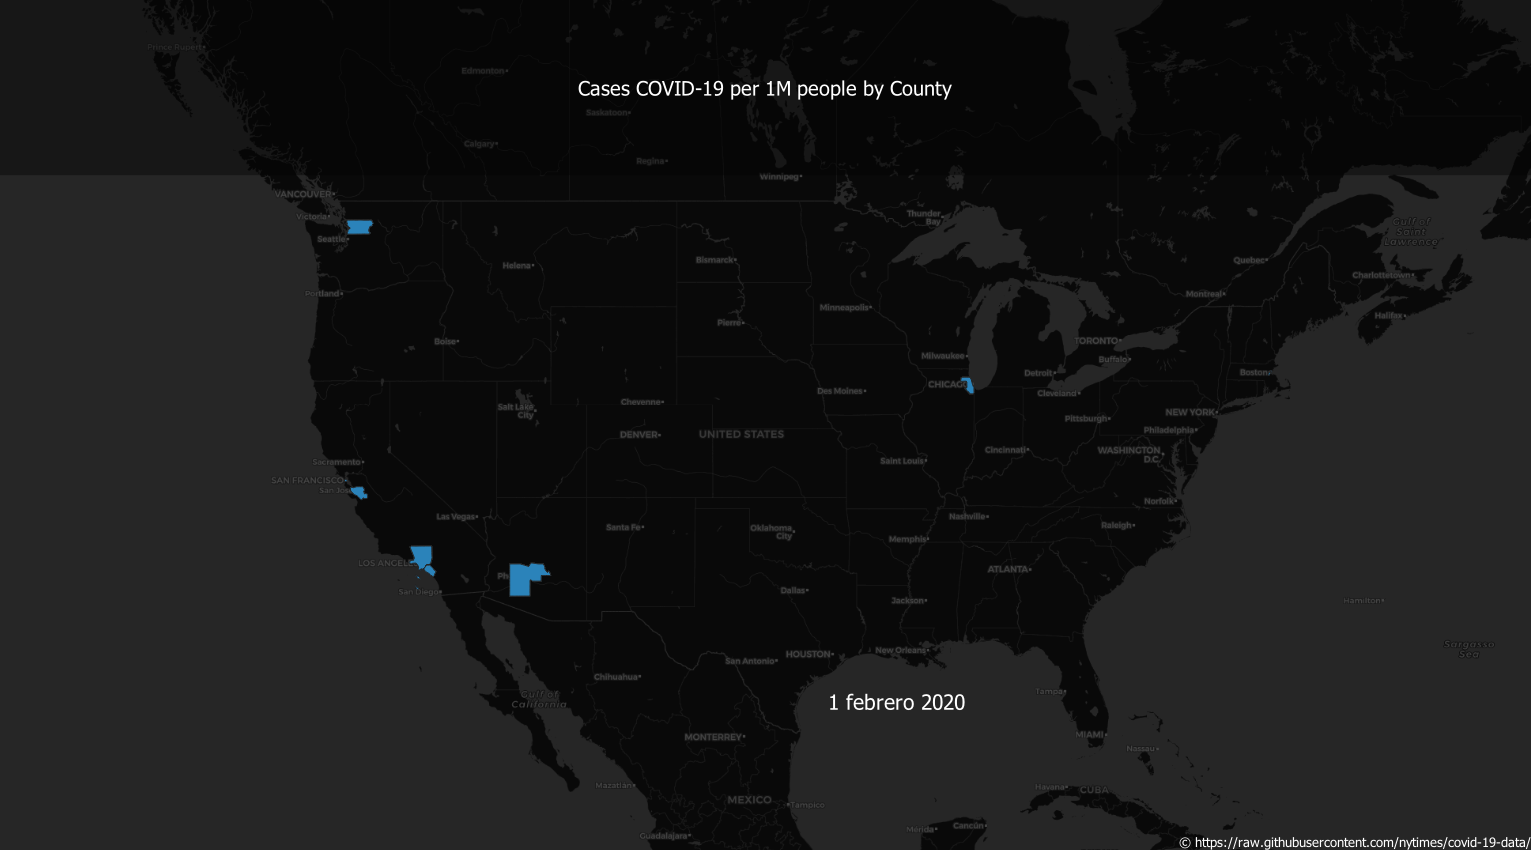 Prince Rupert
Edmonton
Cases COVID-19 per 1M people by County
Saskatoon
Calgary
Regina
Winnipeg
VANCOUVER
Victoria
Thunder
Bay
Gulf of
Saint
Lawrence
Seattle
Helena
Bismarck
Quebec
Charlottetown
Portland
Montreal
Minneapolis
Halifax
Pierre
Boise
TORONTO
Milwaukee
Buffalo
Detroit
Boston
CHICAGO
Des Moines
Cleveland
Salt Lake
City
Cheyenne
NEW YORK
Pittsburgh
Philadelphia
DENVER
UNITED STATES
Cincinnati
WASHINGTON
D.C.
Sacramento
Saint Louis
SAN FRANCISCO
San Jose
Norfolk
Las Vegas
Nashville
Santa Fe
Oklahoma
City
Raleigh
Memphis
LOS ANGELES
ATLANTA
Ph
San Diego
Dallas
Jackson
Hamilton
Sargasso
Sea
HOUSTON
New Orleans
San Antonio
Chihuahua
Gulf of
California
Tampa
1 febrero 2020
MONTERREY
MIAMI
Nassau
Mazatlán
Havana
CUBA
MEXICO
Tampico
Mérida
Cancún
Guadalajara
© https://raw.githubusercontent.com/nytimes/covid-19-data/